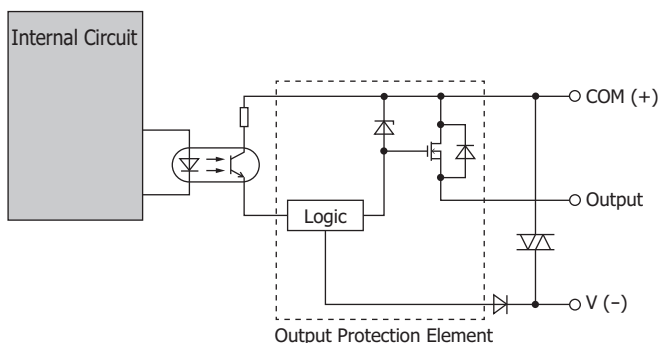 Internal Circuit
COM (+)
Output
Logic
V (–)
Output Protection Element